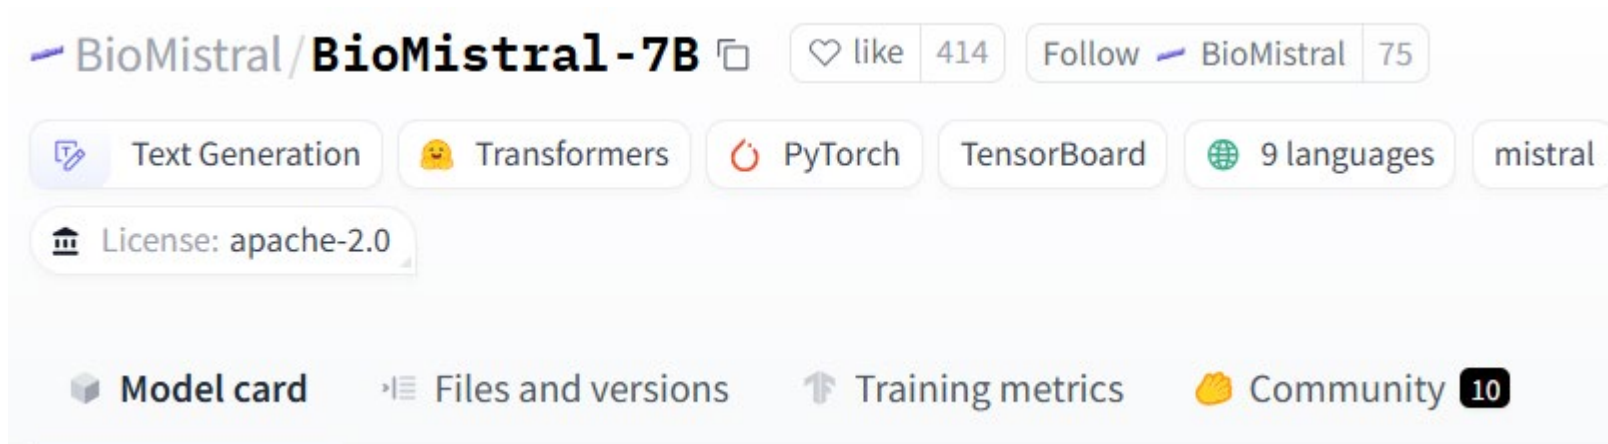 BioMistral/BioMistral-7B like 414 Follow BioMistral 75
Text Generation Transformers PyTorch TensorBoard 9 languages mistral
License: apache-2.0
Model card Files and versions Training metrics Community 10